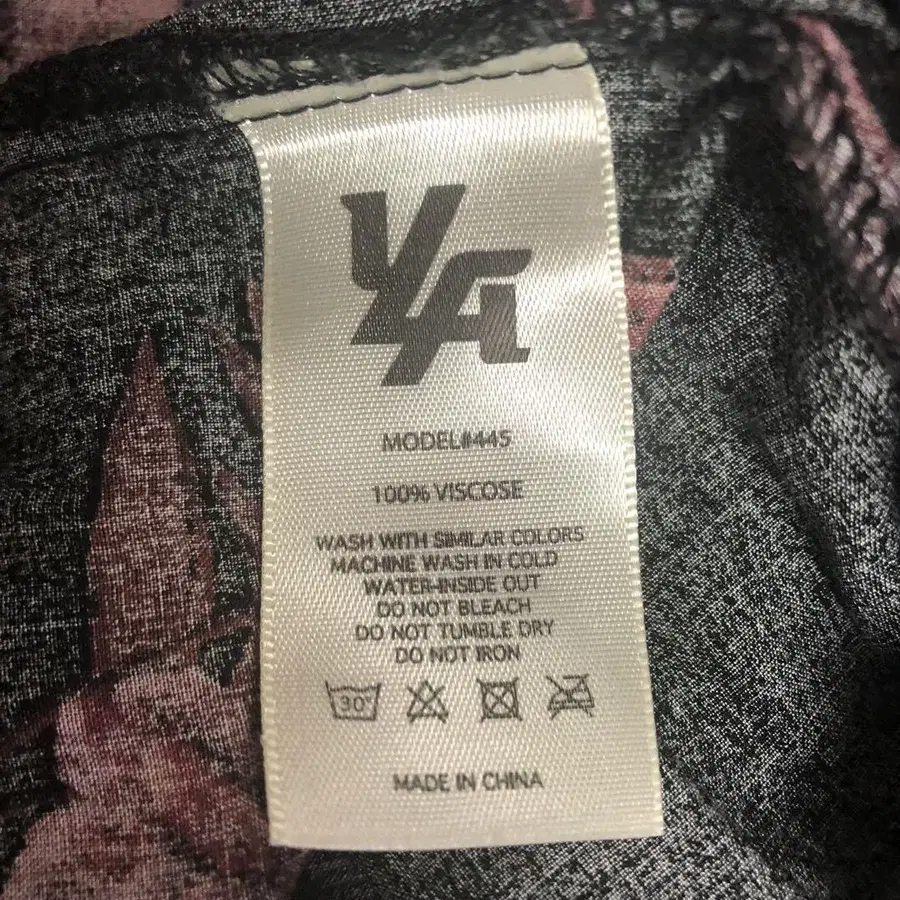 YA
MODEL#445
100% VISCOSE
WASH WITH SIMILAR COLORS
MACHINE WASH IN COLD
WATER-INSIDE OUT
DO NOT BLEACH
DO NOT TUMBLE DRY
DO NOT IRON
30°
MADE IN CHINA